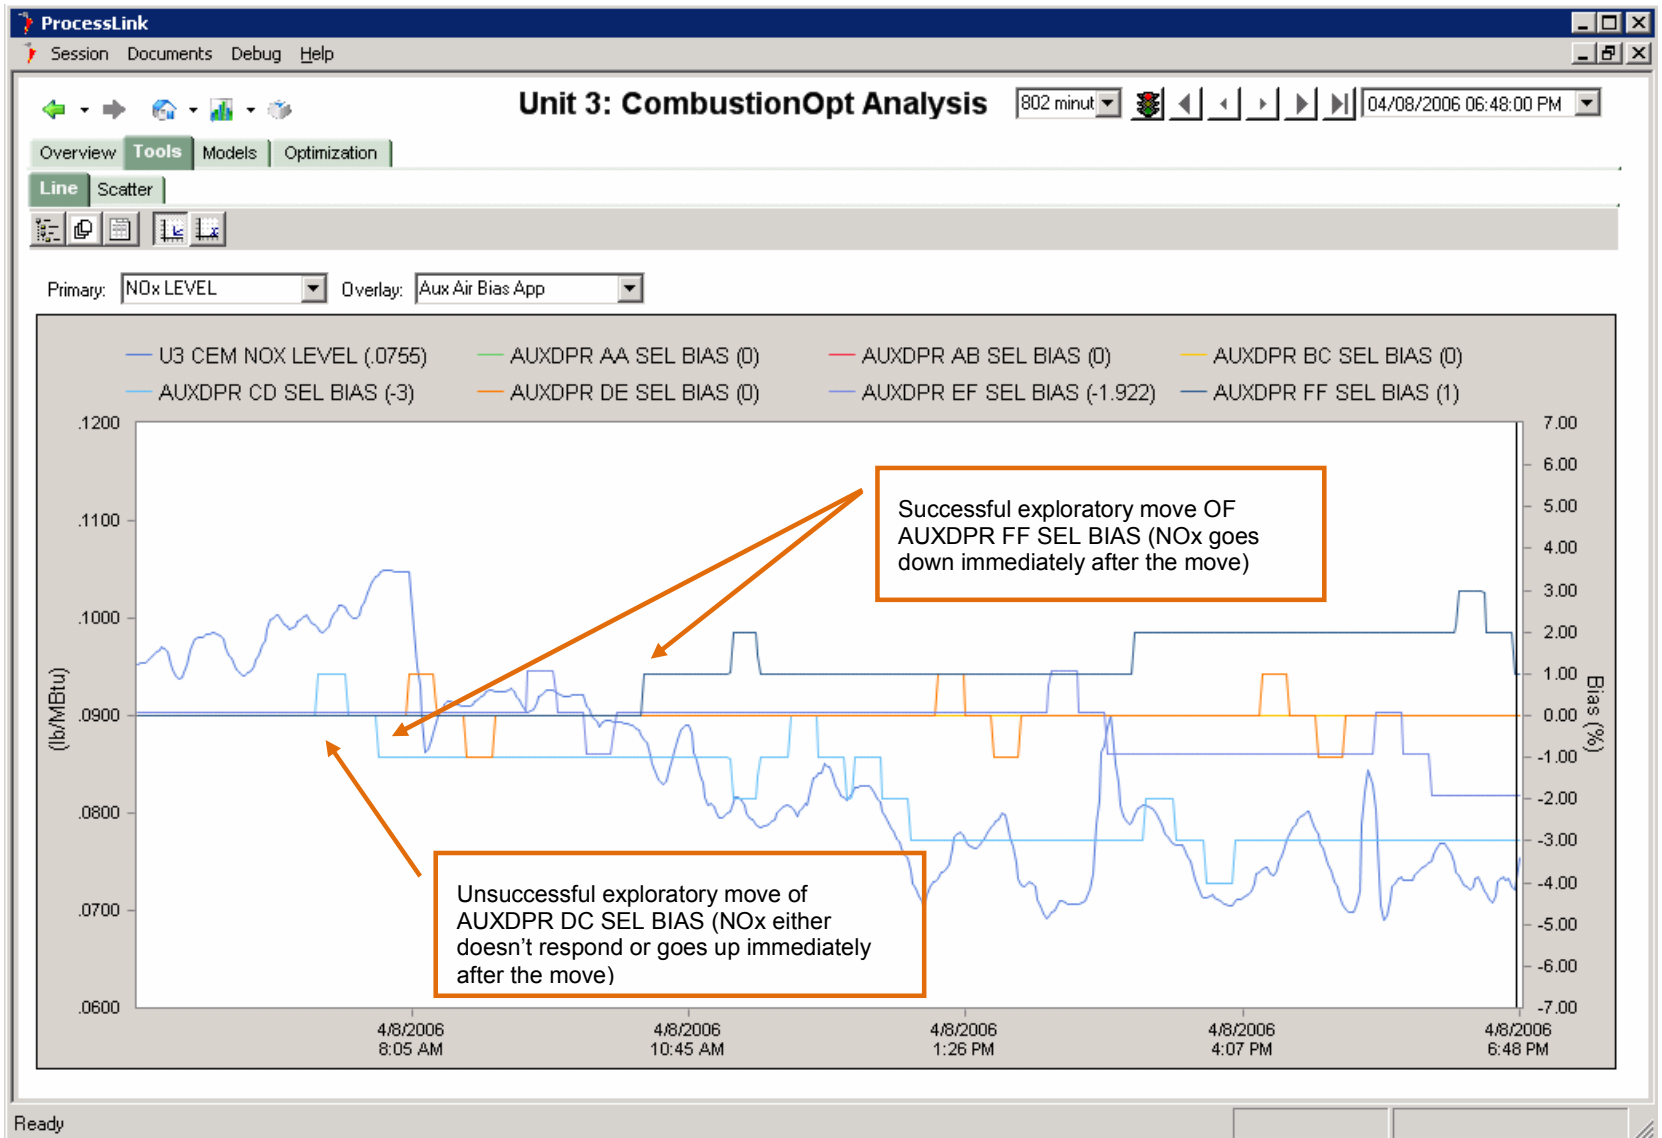 ProcessLink
Session Documents Debug Help
Unit 3: CombustionOpt Analysis 802 minut 04/08/2006 06:48:00 PM
Overview Tools Models Optimization
Line Scatter
Primary: NOx LEVEL Overlay: Aux Air Bias App
U3 CEM NOX LEVEL (.0755) AUXDPR AA SEL BIAS (0) AUXDPR AB SEL BIAS (0) AUXDPR BC SEL BIAS (0)
AUXDPR CD SEL BIAS (-3) AUXDPR DE SEL BIAS (0) AUXDPR EF SEL BIAS (-1.922) AUXDPR FF SEL BIAS (1)
.1200
.1100
.1000
.0900
.0800
.0700
.0600
(lb/MBtu)
Successful exploratory move OF
AUXDPR FF SEL BIAS (NOx goes
down immediately after the move)
Unsuccessful exploratory move of
AUXDPR DC SEL BIAS (NOx either
doesn't respond or goes up immediately
after the move)
7.00
6.00
5.00
4.00
3.00
2.00
1.00
0.00
-1.00
-2.00
-3.00
-4.00
-5.00
-6.00
-7.00
Bias (%)
4/8/2006 4/8/2006 4/8/2006 4/8/2006 4/8/2006
8:05 AM 10:45 AM 1:26 PM 4:07 PM 6:48 PM
Ready